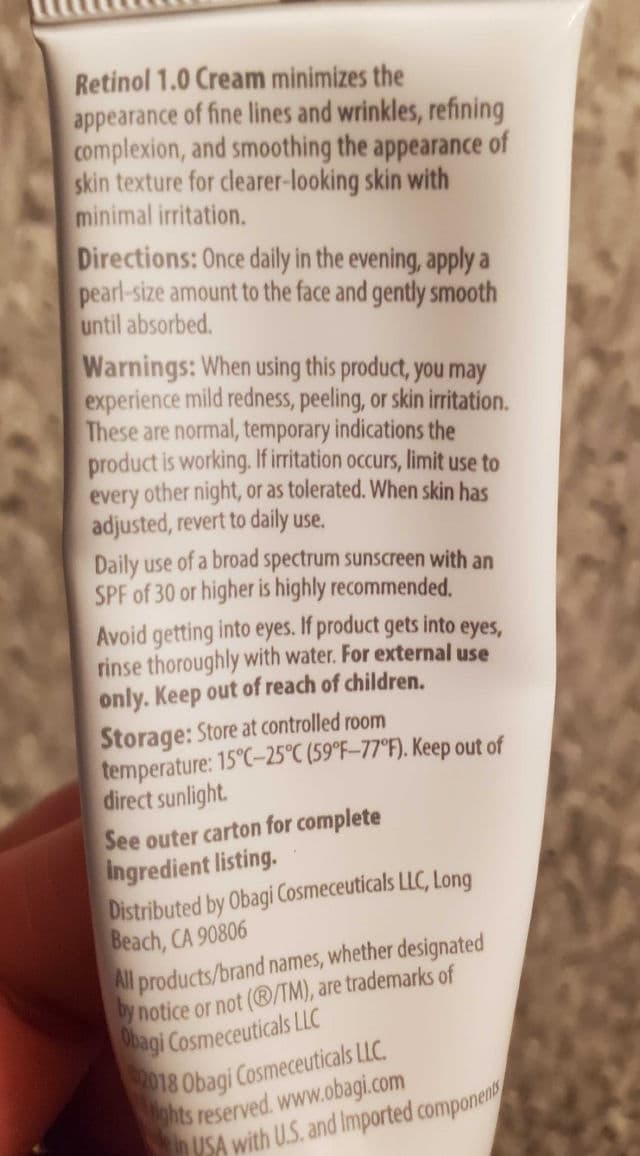 Retinol 1.0 Cream minimizes the
appearance of fine lines and wrinkles, refining
complexion, and smoothing the appearance of
skin texture for clearer-looking skin with
minimal irritation.
Directions: Once daily in the evening, apply a
pearl-size amount to the face and gently smooth
until absorbed.
Warnings: When using this product, you may
experience mild redness, peeling, or skin irritation.
These are normal, temporary indications the
product is working. If irritation occurs, limit use to
every other night, or as tolerated. When skin has
adjusted, revert to daily use.
Daily use of a broad spectrum sunscreen with an
SPF of 30 or higher is highly recommended.
Avoid getting into eyes. If product gets into eyes,
rinse thoroughly with water. For external use
only. Keep out of reach of children.
Storage: Store at controlled room
temperature: 15°C–25°C (59°F–77°F). Keep out of
direct sunlight.
See outer carton for complete
ingredient listing.
Distributed by Obagi Cosmeceuticals LLC, Long
Beach, CA 90806
All products/brand names, whether designated
by notice or not (®/TM), are trademarks of
Obagi Cosmeceuticals LLC
©2018 Obagi Cosmeceuticals LLC.
rights reserved. www.obagi.com
in USA with U.S. and Imported components